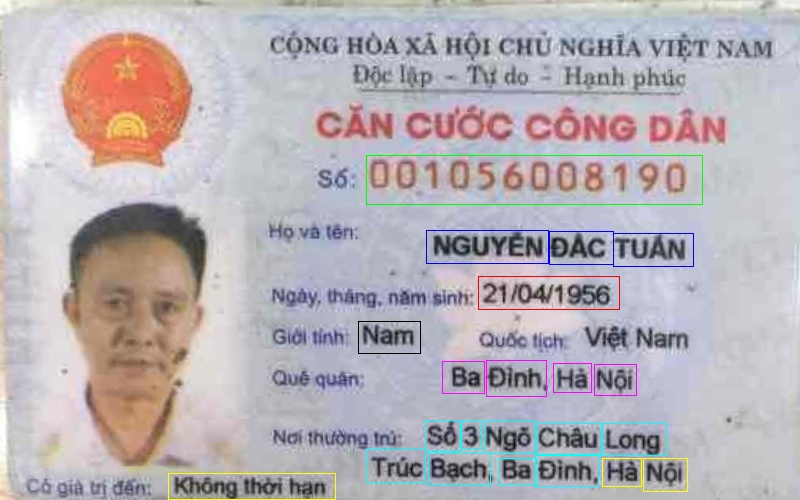 CỘNG HÒA XÃ HỘI CHỦ NGHĨA VIỆT NAM
Độc lập - Tự do - Hạnh phúc
CĂN CƯỚC CÔNG DÂN
Số: 001056008190
Họ và tên: NGUYỄN ĐẮC TUẤN
Ngày, tháng, năm sinh: 21/04/1956
Giới tính: Nam Quốc tịch: Việt Nam
Quê quán: Ba Đình, Hà Nội
Nơi thường trú: Số 3 Ngõ Châu Long
Trúc Bạch, Ba Đình, Hà Nội
Có giá trị đến: Không thời hạn